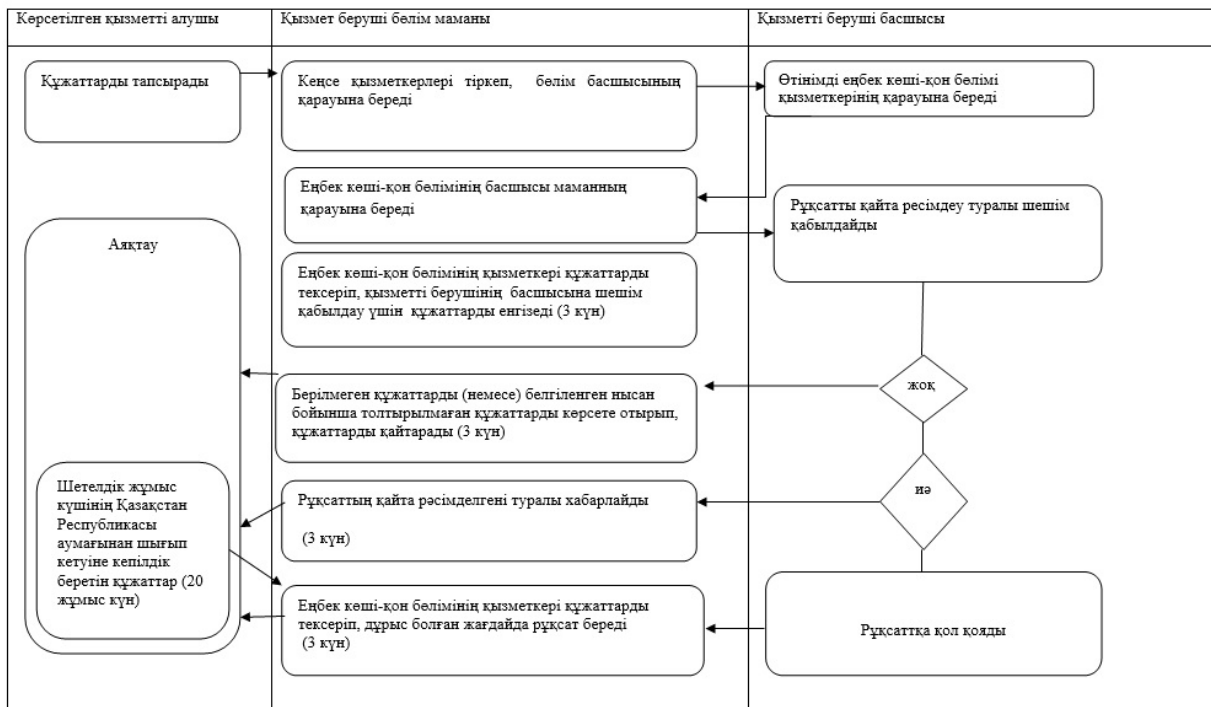 Көрсетілген қызметті алушы
Қызмет беруші бөлім маманы
Қызметті беруші басшысы
Құжаттарды тапсырады
Кеңсе қызметкерлері тіркеп, бөлім басшысының
қарауына береді
Өтінімді еңбек көші-қон бөлімі
қызметкерінің қарауына береді
Еңбек көші-қон бөлімінің басшысы маманның
қарауына береді
Рұқсатты қайта ресімдеу туралы шешім
қабылдайды
Аяқтау
Еңбек көші-қон бөлімінің қызметкері құжаттарды
тексеріп, қызметті берушінің басшысына шешім
қабылдау үшін құжаттарды енгізеді (3 күн)
жоқ
Берілмеген құжаттарды (немесе) белгіленген нысан
бойынша толтырылмаған құжаттарды көрсете отырып,
құжаттарды қайтарады (3 күн)
Шетелдік жұмыс
күшінің Қазақстан
Республикасы
аумағынан шығып
кетуіне кепілдік
беретін құжаттар (20
жұмыс күн)
Рұқсаттың қайта рәсімделгені туралы хабарлайды
(3 күн)
иә
Еңбек көші-қон бөлімінің қызметкері құжаттарды
тексеріп, дұрыс болған жағдайда рұқсат береді
(3 күн)
Рұқсаттқа қол қояды